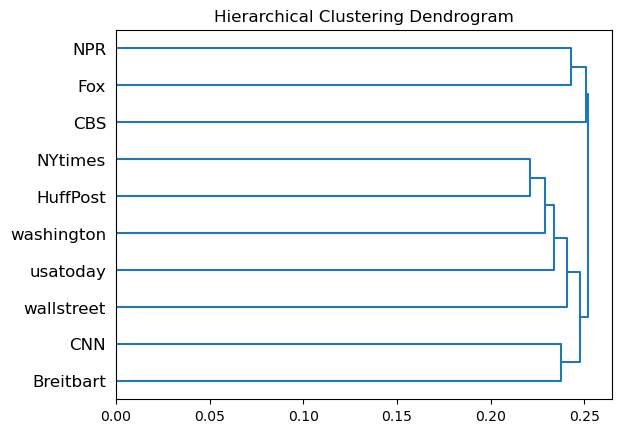 Hierarchical Clustering Dendrogram
NPR
Fox
CBS
NYtimes
HuffPost
washington
usatoday
wallstreet
CNN
Breitbart
0.00 0.05 0.10 0.15 0.20 0.25